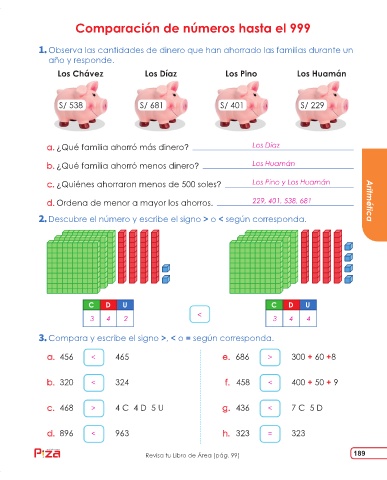 Comparación de números hasta el 999
1. Observa las cantidades de dinero que han ahorrado las familias durante un
año y responde.
Los Chávez Los Díaz Los Pino Los Huamán
S/ 538 S/ 681 S/ 401 S/ 229
a. ¿Qué familia ahorró más dinero? Los Díaz
b. ¿Qué familia ahorró menos dinero? Los Huamán
c. ¿Quiénes ahorraron menos de 500 soles? Los Pino y Los Huamán
d. Ordena de menor a mayor los ahorros. 229, 401, 538, 681
Aritmética
2. Descubre el número y escribe el signo > o < según corresponda.
C D U C D U
3 4 2 < 3 4 4
3. Compara y escribe el signo >, < o = según corresponda.
a. 456 < 465 e. 686 > 300 + 60 +8
b. 320 < 324 f. 458 < 400 + 50 + 9
c. 468 > 4 C 4 D 5 U g. 436 < 7 C 5 D
d. 896 < 963 h. 323 = 323
Revisa tu Libro de Área (pág. 99) 189